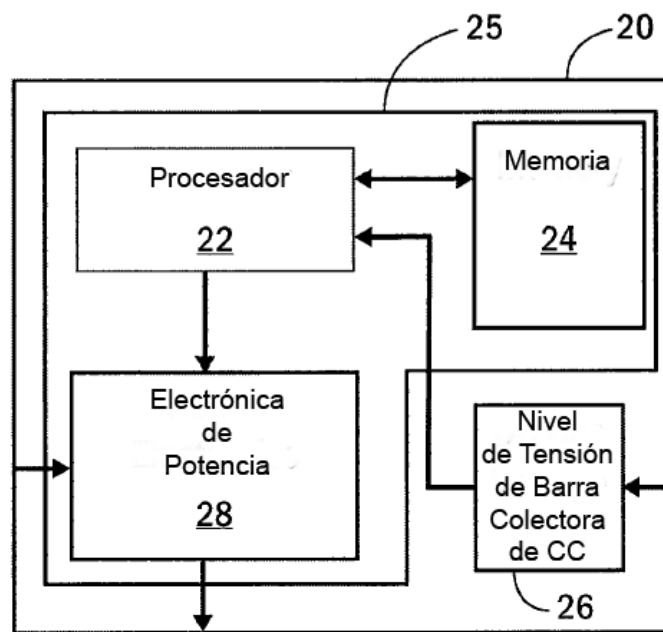 25
20
Procesador
22
Memoria
24
Electrónica
de
Potencia
28
Nivel
de Tensión
de Barra
Colectora
de CC
26